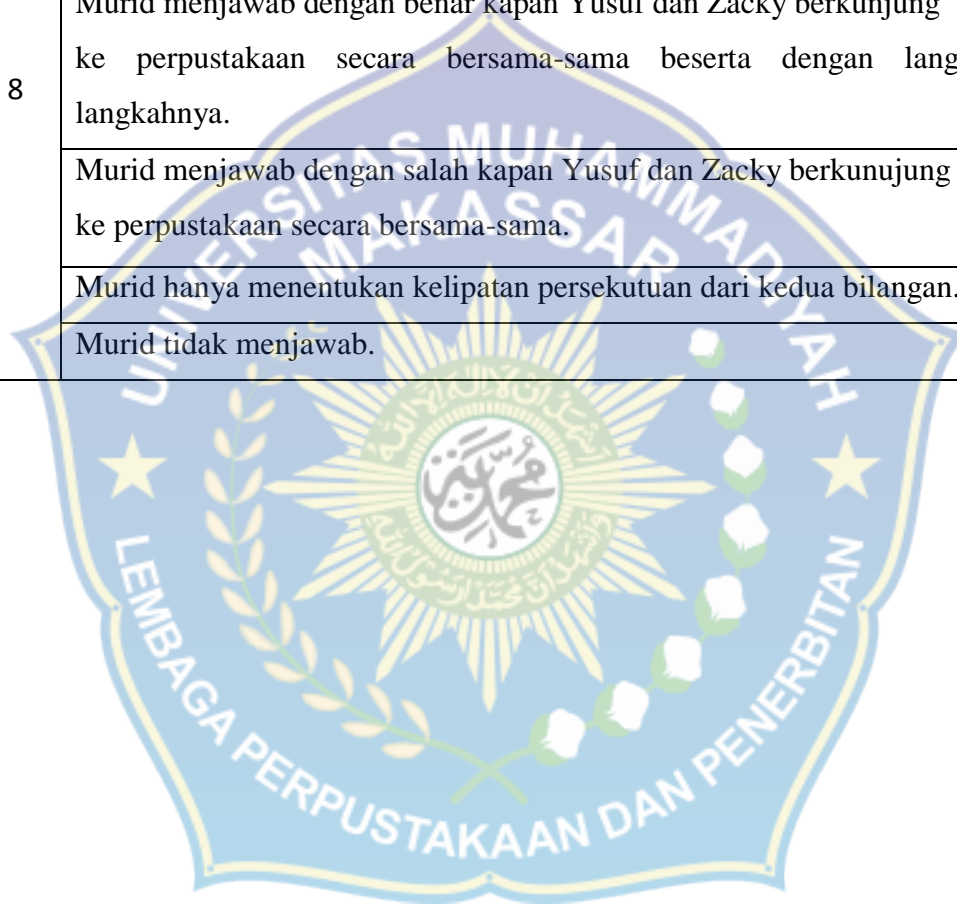 Murid menjawab dengan benar kapan Yusuf dan Zacky berkunjung
ke perpustakaan secara bersama-sama beserta dengan lang
8
langkahnya.
Murid menjawab dengan salah kapan Yusuf dan Zacky berkunujung
ke perpustakaan secara bersama-sama.
Murid hanya menentukan kelipatan persekutuan dari kedua bilangan.
Murid tidak menjawab.
UNIVERSITAS MUHAMMADIYAH
MAKASSAR
LEMBAGA PERPUSTAKAAN DAN PENERBITAN